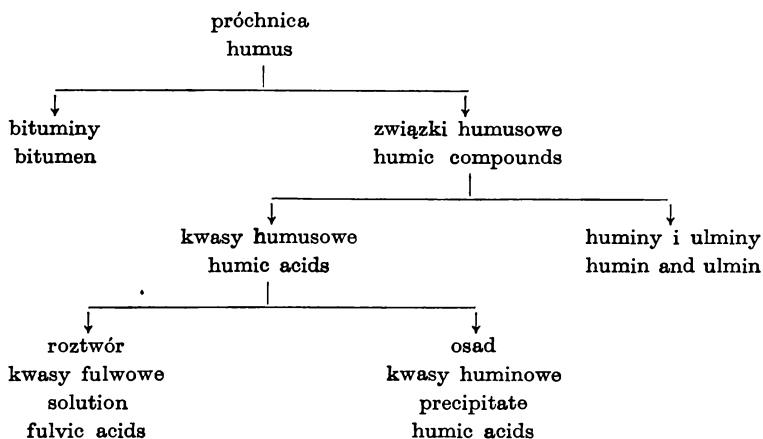 próchnica
humus
bituminy
bitumen
związki humusowe
humic compounds
kwasy humusowe
humic acids
huminy i ulminy
humin and ulmin
roztwór
kwasy fulwowe
solution
fulvic acids
osad
kwasy huminowe
precipitate
humic acids